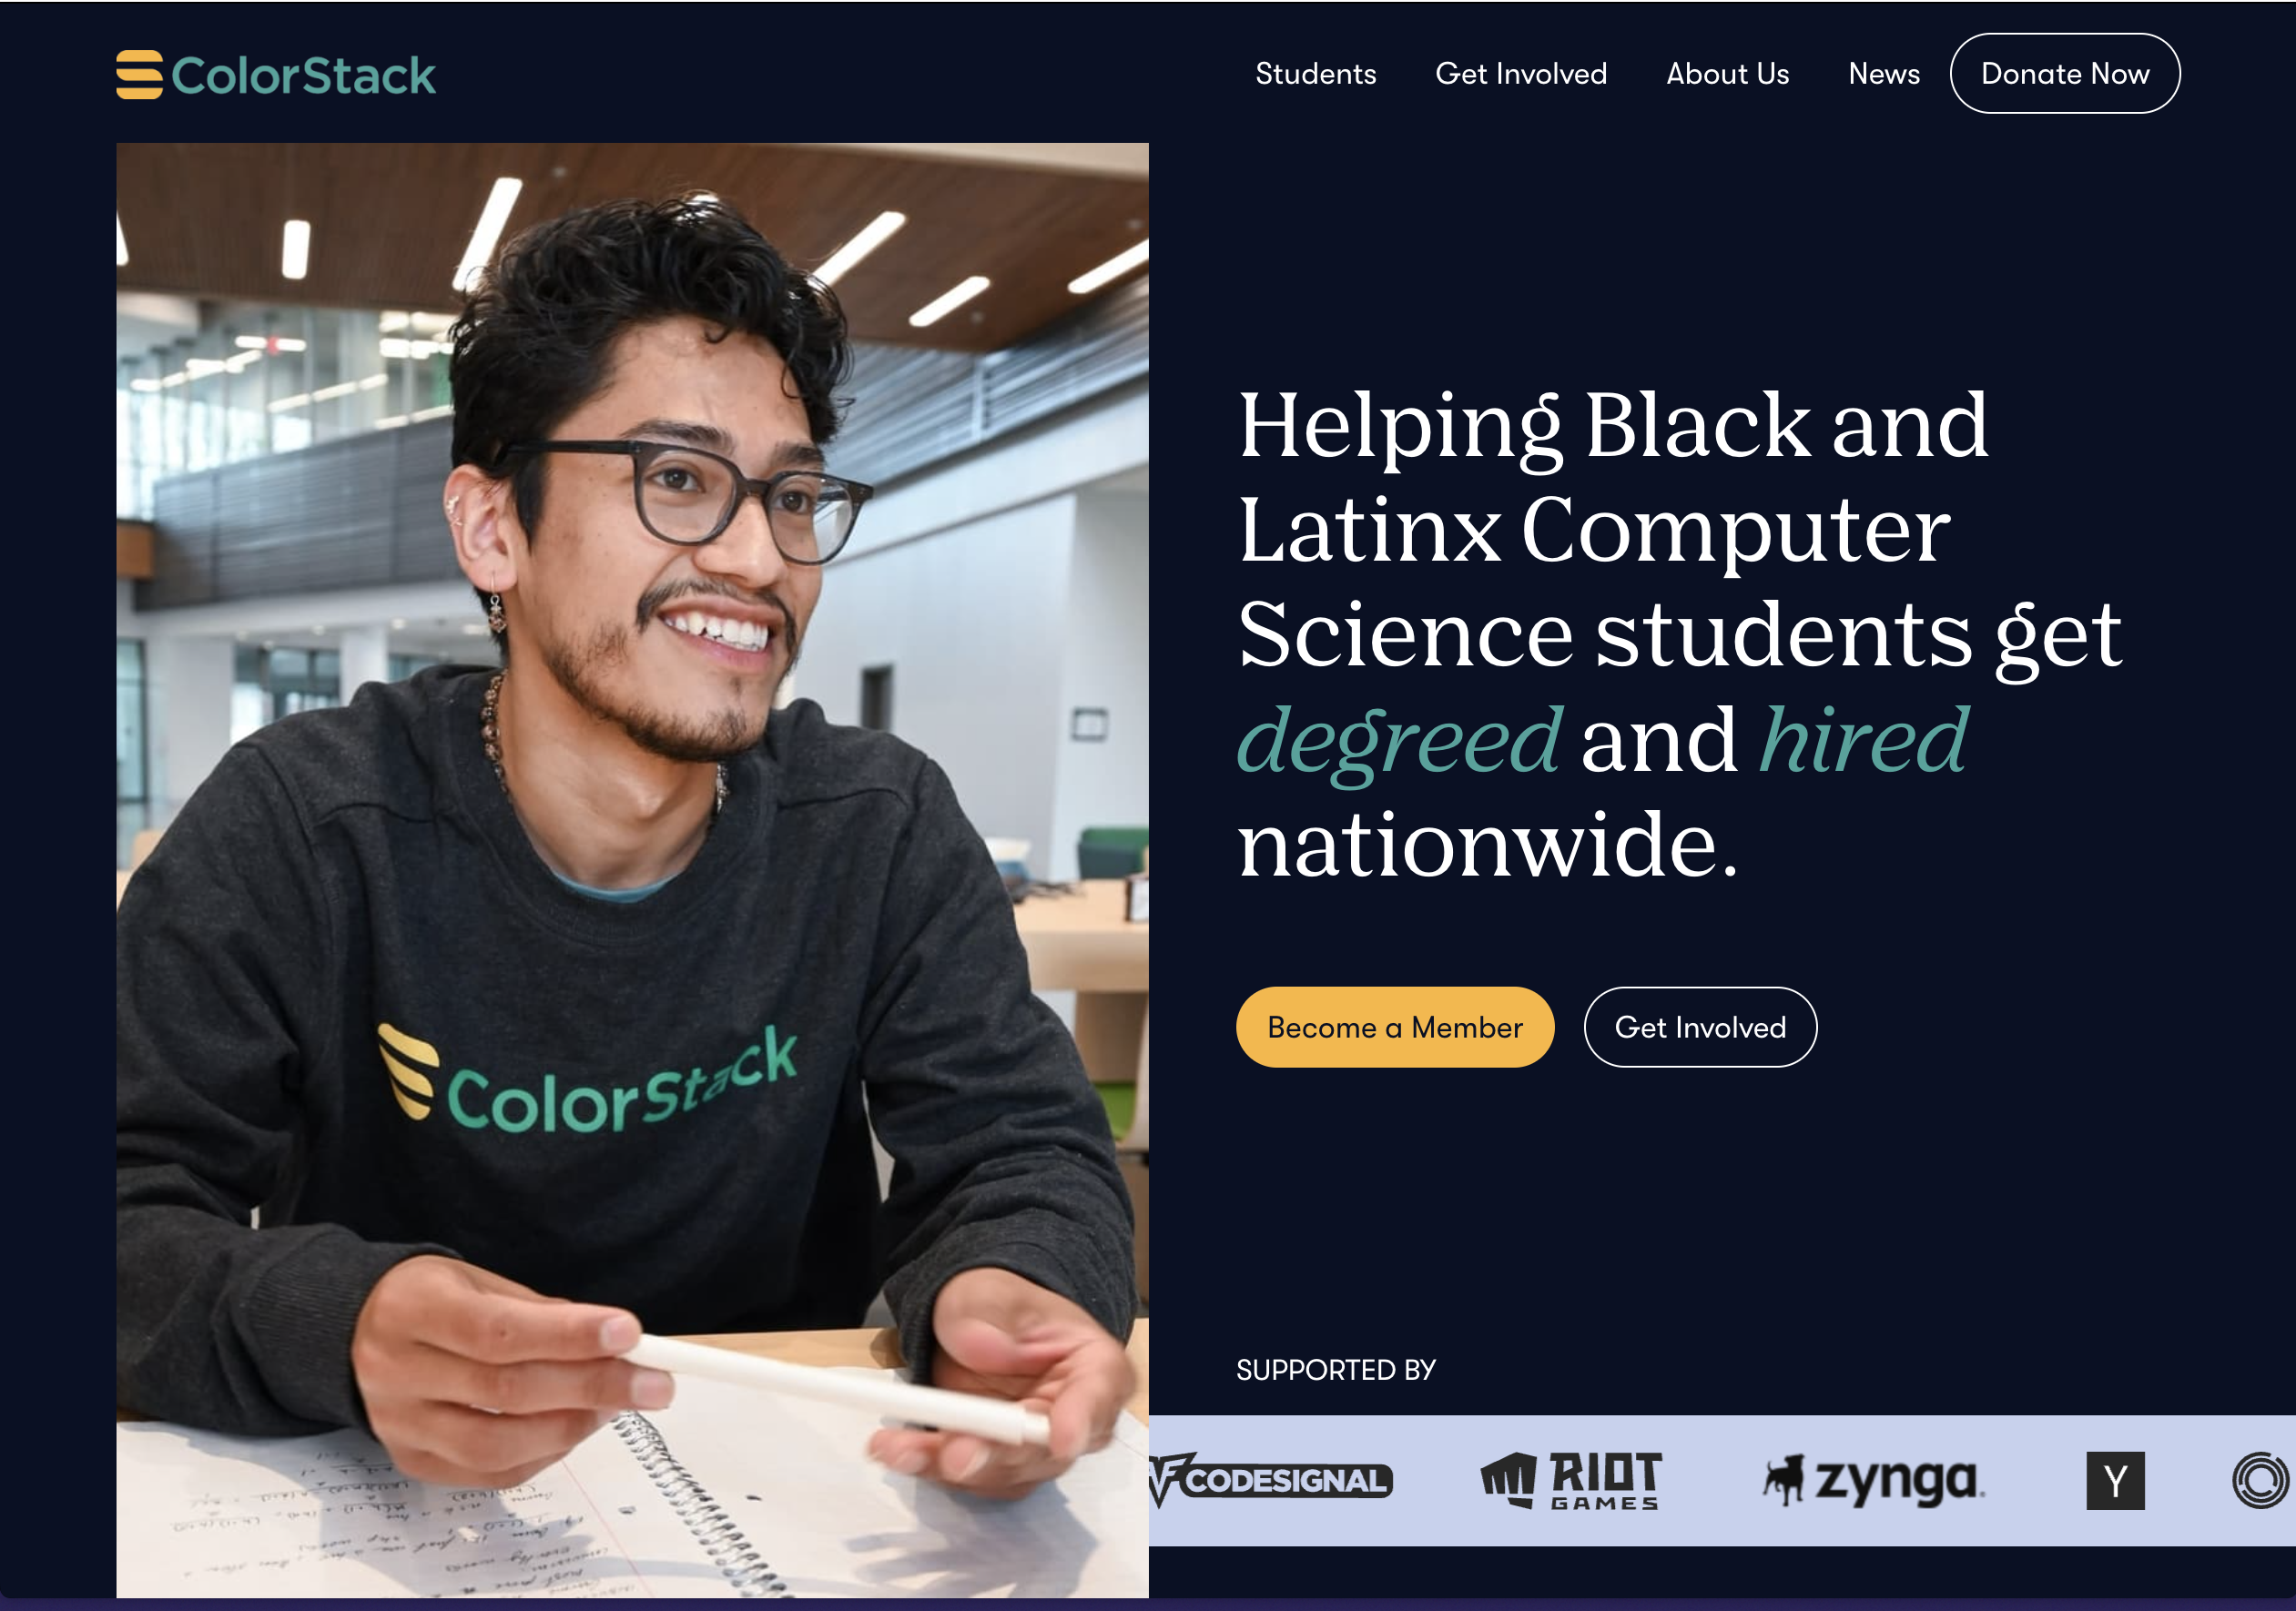 ColorStack
Students Get Involved About Us News Donate Now
Helping Black and
Latinx Computer
Science students get
degreed and hired
nationwide.
Become a Member Get Involved
ColorStack
SUPPORTED BY
CODESIGNAL RIOT GAMES zynga Y